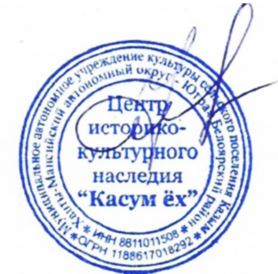 Муниципальное автономное учреждение культуры сельского поселения Казым
Ханты-Мансийский автономный округ - Югра, Белоярский район
Центр
историко-
культурного
наследия
"Касум ёх"
* ИНН 8611011508 *
* ОГРН 1188617018292 *